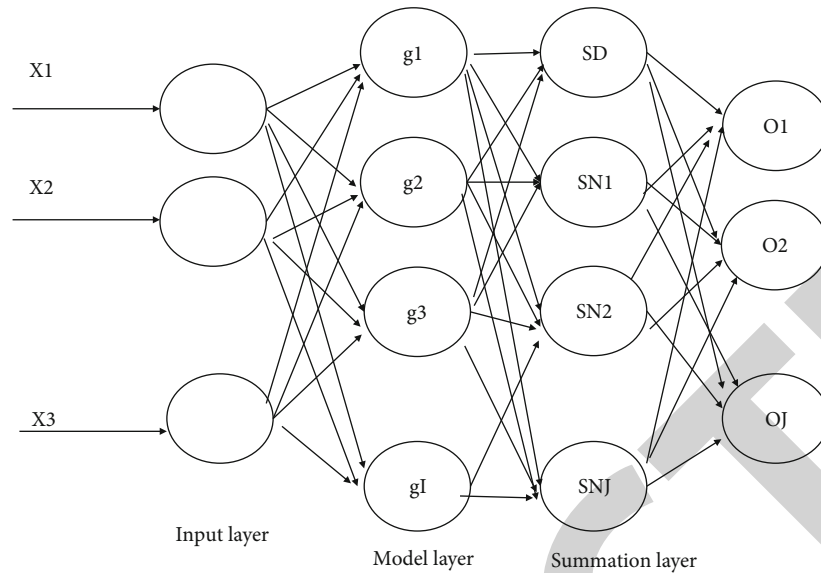 X1
X2
X3
g1
g2
g3
gI
SD
SN1
SN2
SNJ
O1
O2
OJ
Input layer
Model layer
Summation layer